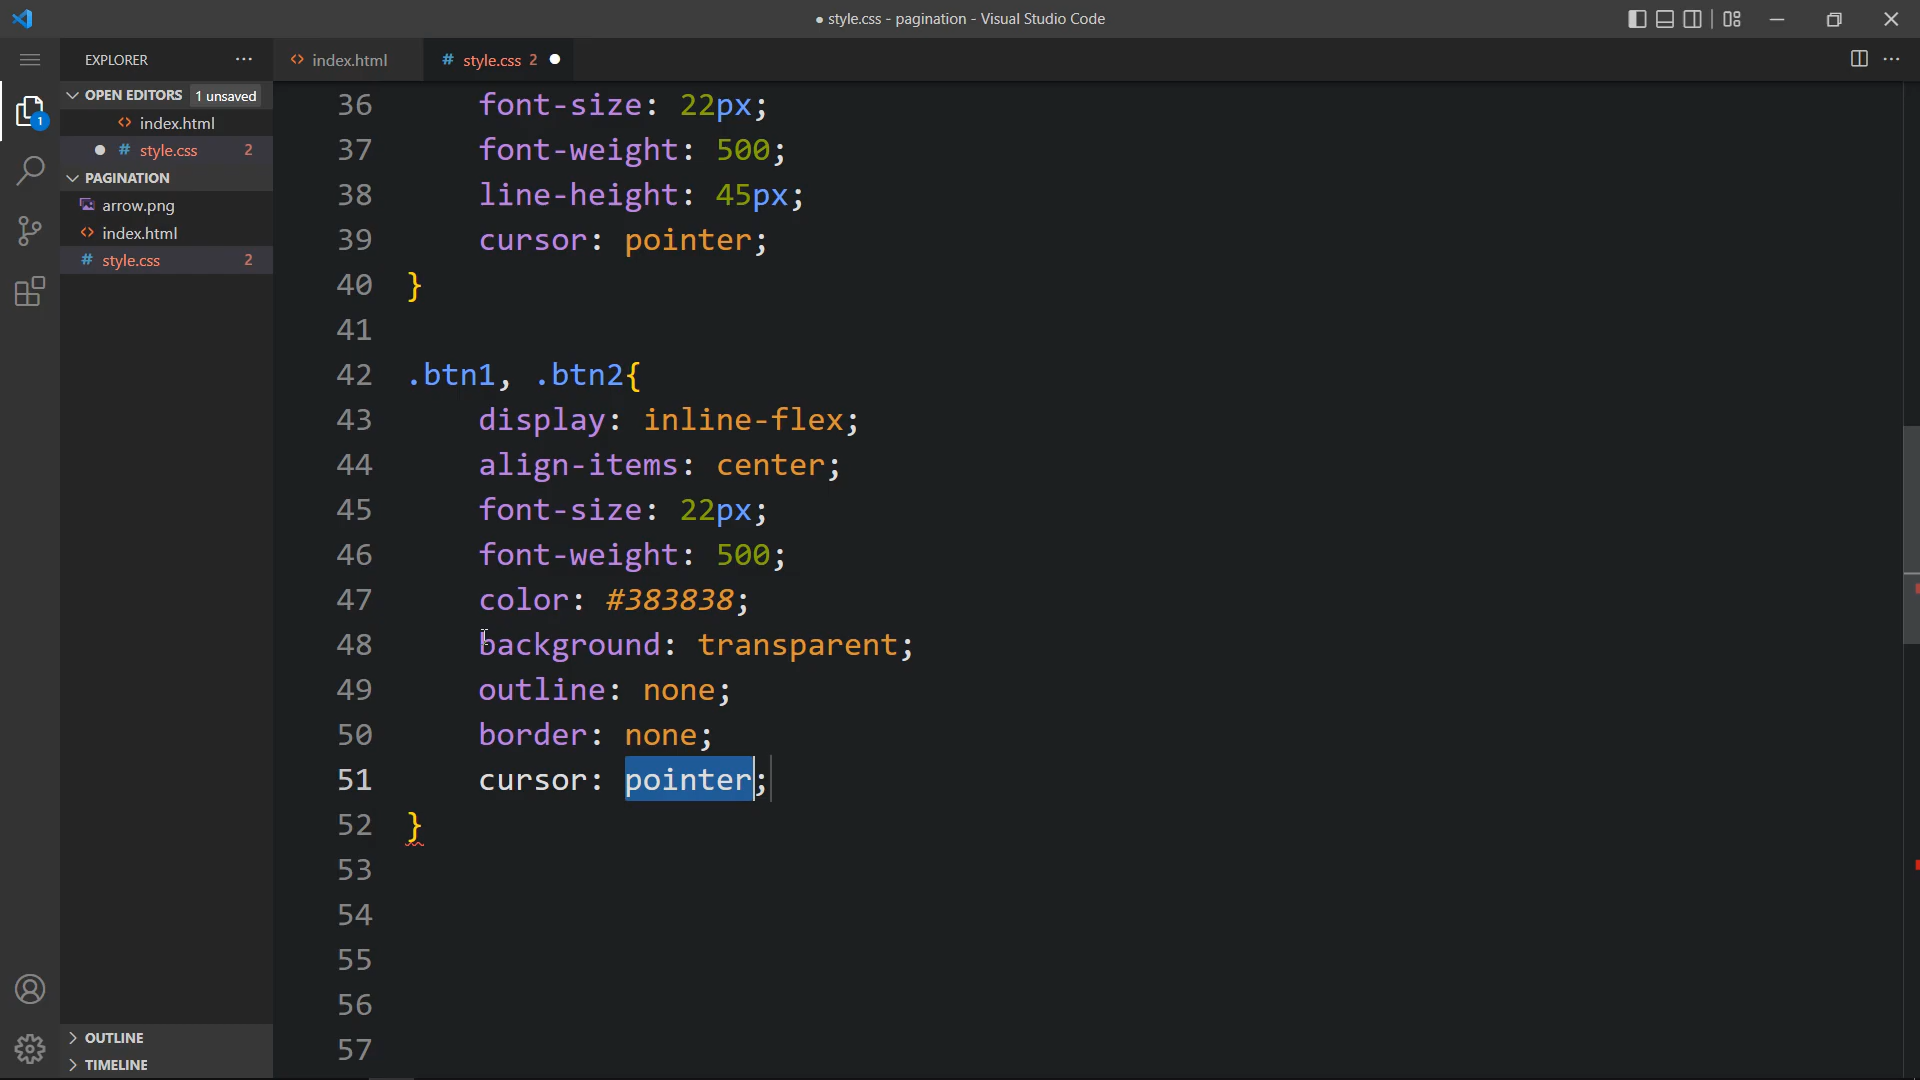 ● style.css - pagination - Visual Studio Code
EXPLORER
index.html
# style.css 2
OPEN EDITORS 1 unsaved
index.html
# style.css 2
PAGINATION
arrow.png
index.html
# style.css 2
1
36 font-size: 22px;
37 font-weight: 500;
38 line-height: 45px;
39 cursor: pointer;
40 }
41
42 .btn1, .btn2{
43 display: inline-flex;
44 align-items: center;
45 font-size: 22px;
46 font-weight: 500;
47 color: #383838;
48 background: transparent;
49 outline: none;
50 border: none;
51 cursor: pointer;
52 }
53
54
55
56
57
OUTLINE
TIMELINE